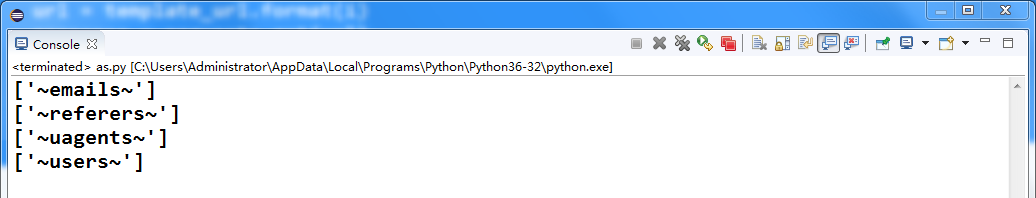 url = template_url.format(i)
Console
<terminated> as.py [C:\Users\Administrator\AppData\Local\Programs\Python\Python36-32\python.exe]
['~emails~']
['~referers~']
['~uagents~']
['~users~']